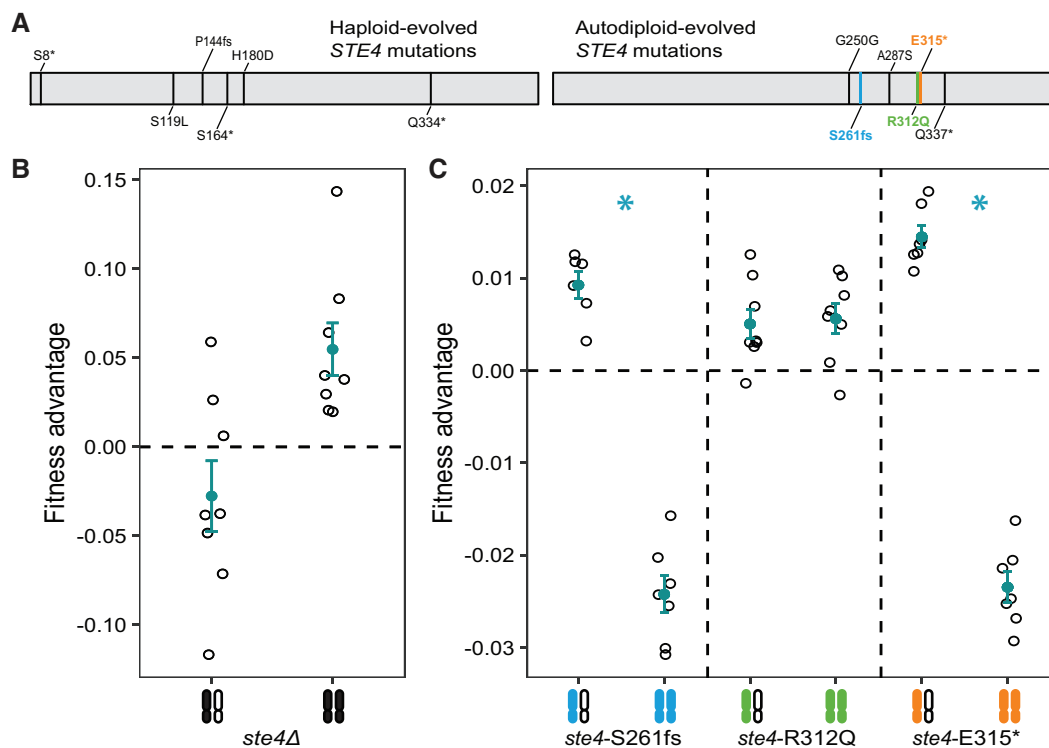 A
Haploid-evolved
STE4 mutations
Autodiploid-evolved
STE4 mutations
S8*
P144fs
H180D
S119L
S164*
Q334*
G250G
E315*
A287S
S261fs
R312Q
Q337*
B
Fitness advantage
0.15
0.10
0.05
0.00
-0.05
-0.10
ste4Δ
C
Fitness advantage
0.02
0.01
0.00
-0.01
-0.02
-0.03
*
*
ste4-S261fs
ste4-R312Q
ste4-E315*